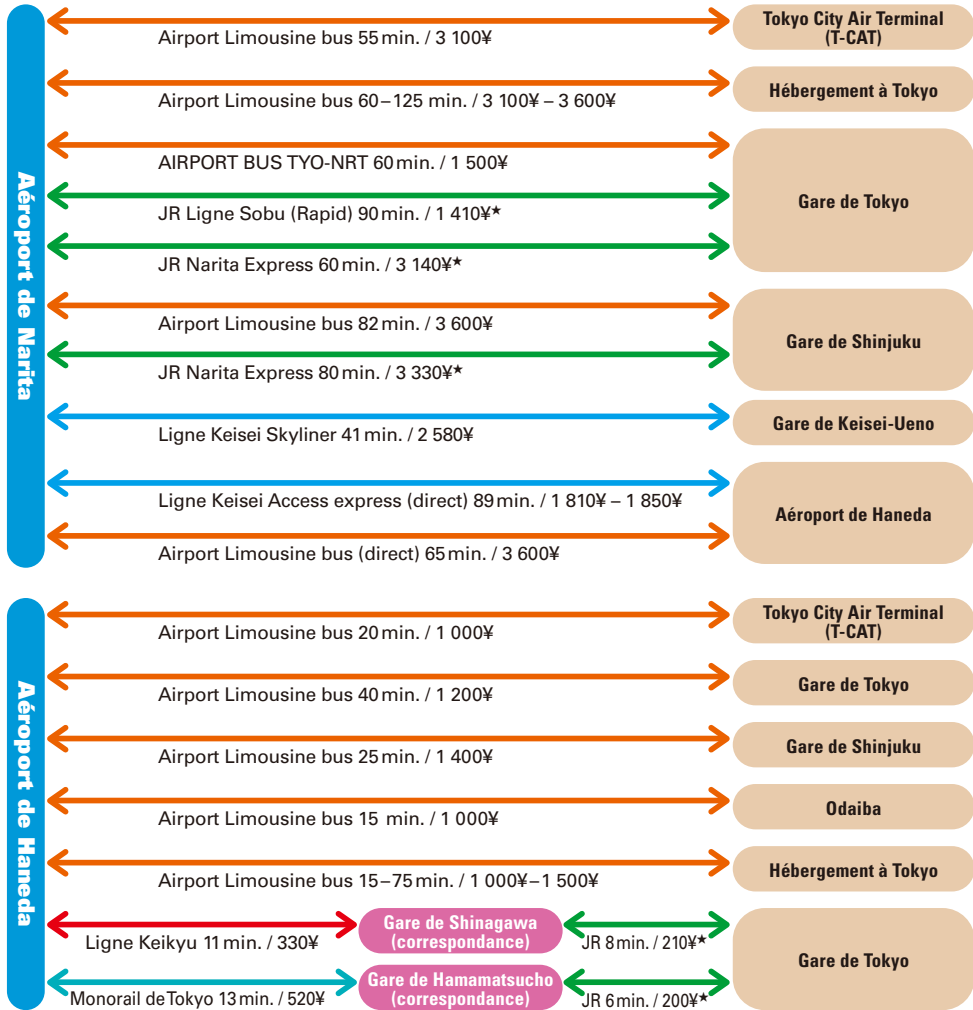 Aéroport de Narita
Airport Limousine bus 55 min. / 3 100¥
Tokyo City Air Terminal
(T-CAT)
Airport Limousine bus 60–125 min. / 3 100¥ – 3 600¥
Hébergement à Tokyo
AIRPORT BUS TYO-NRT 60 min. / 1 500¥
JR Ligne Sobu (Rapid) 90 min. / 1 410¥★
JR Narita Express 60 min. / 3 140¥★
Gare de Tokyo
Airport Limousine bus 82 min. / 3 600¥
JR Narita Express 80 min. / 3 330¥★
Gare de Shinjuku
Ligne Keisei Skyliner 41 min. / 2 580¥
Gare de Keisei-Ueno
Ligne Keisei Access express (direct) 89 min. / 1 810¥ – 1 850¥
Airport Limousine bus (direct) 65 min. / 3 600¥
Aéroport de Haneda
Aéroport de Haneda
Airport Limousine bus 20 min. / 1 000¥
Tokyo City Air Terminal
(T-CAT)
Airport Limousine bus 40 min. / 1 200¥
Gare de Tokyo
Airport Limousine bus 25 min. / 1 400¥
Gare de Shinjuku
Airport Limousine bus 15 min. / 1 000¥
Odaiba
Airport Limousine bus 15–75 min. / 1 000¥–1 500¥
Hébergement à Tokyo
Ligne Keikyu 11 min. / 330¥
Gare de Shinagawa
(correspondance)
JR 8 min. / 210¥★
Monorail de Tokyo 13 min. / 520¥
Gare de Hamamatsucho
(correspondance)
JR 6 min. / 200¥★
Gare de Tokyo